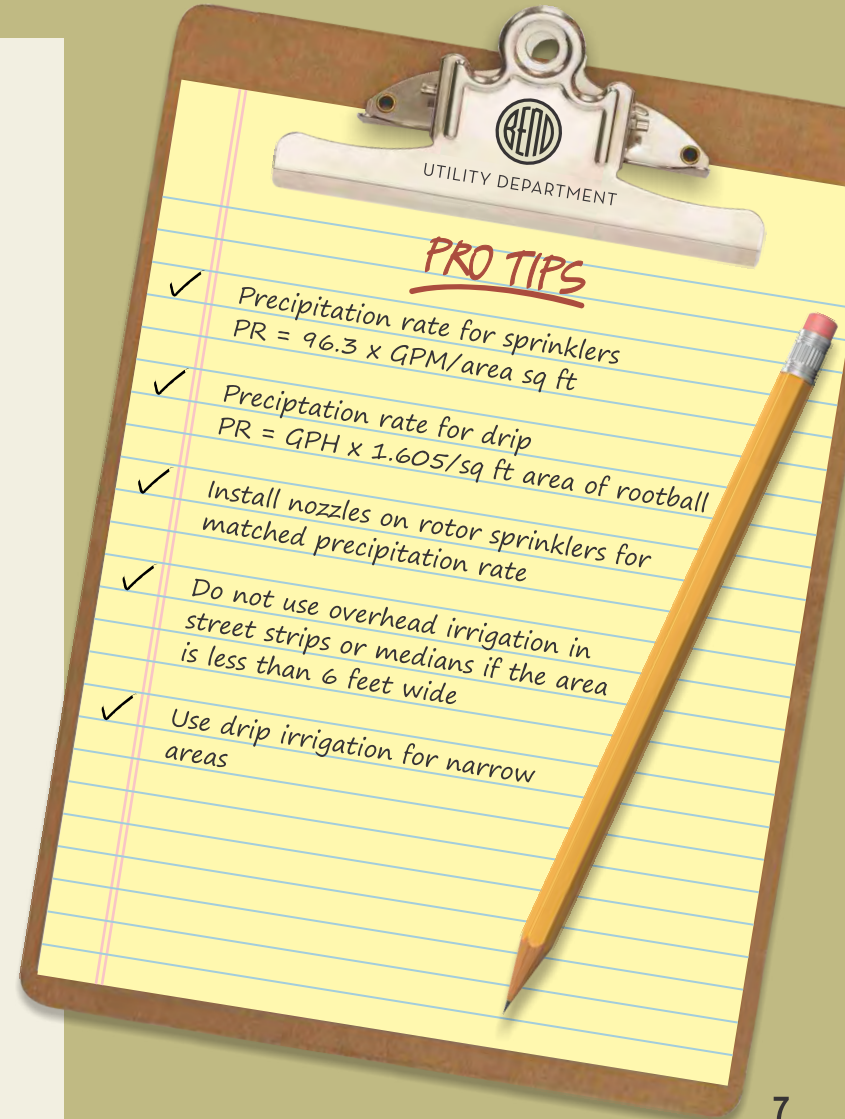 BEND
UTILITY DEPARTMENT
PRO TIPS
Precipitation rate for sprinklers
PR = 96.3 x GPM/area sq ft
Preciptation rate for drip
PR = GPH x 1.605/sq ft area of rootball
Install nozzles on rotor sprinklers for
matched precipitation rate
Do not use overhead irrigation in
street strips or medians if the area
is less than 6 feet wide
Use drip irrigation for narrow
areas
7